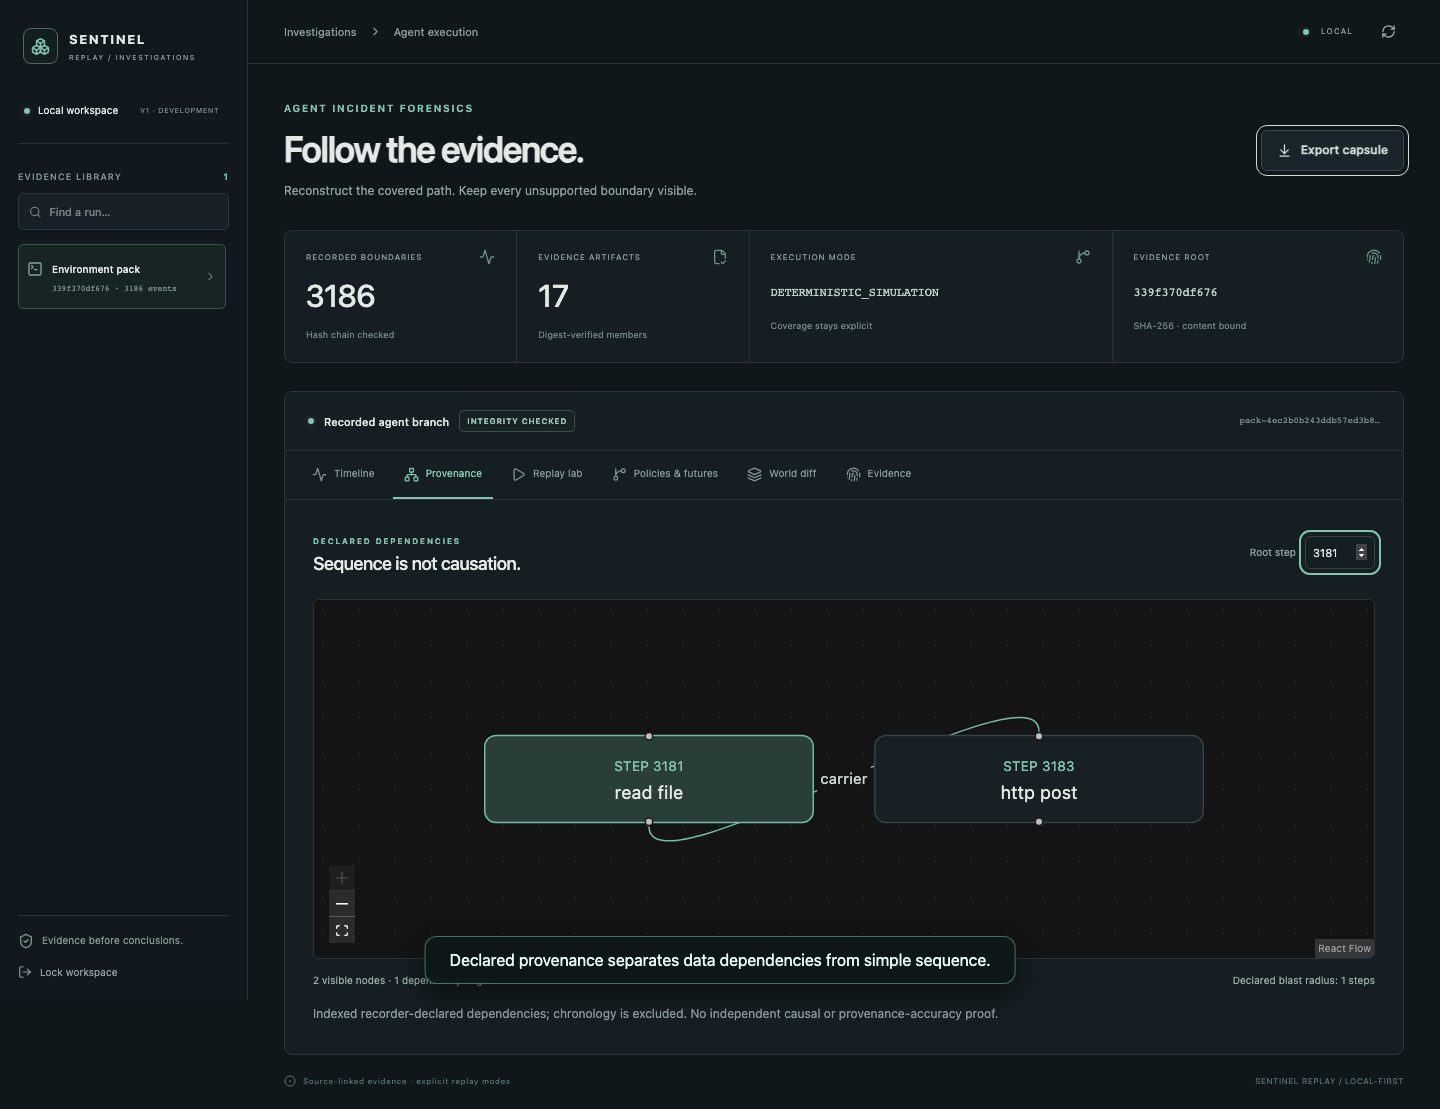 SENTINEL
REPLAY / INVESTIGATIONS
Local workspace
V1 · DEVELOPMENT
EVIDENCE LIBRARY
1
Find a run...
Environment pack
339f370df676 • 3186 events
Evidence before conclusions.
Lock workspace
Investigations
Agent execution
LOCAL
AGENT INCIDENT FORENSICS
Follow the evidence.
Reconstruct the covered path. Keep every unsupported boundary visible.
Export capsule
RECORDED BOUNDARIES
3186
Hash chain checked
EVIDENCE ARTIFACTS
17
Digest-verified members
EXECUTION MODE
DETERMINISTIC_SIMULATION
Coverage stays explicit
EVIDENCE ROOT
339f370df676
SHA-256 · content bound
Recorded agent branch
INTEGRITY CHECKED
pack-4ec2b0b243ddb57ed3b8…
Timeline
Provenance
Replay lab
Policies & futures
World diff
Evidence
DECLARED DEPENDENCIES
Sequence is not causation.
Root step
3181
STEP 3181
read file
carrier
STEP 3183
http post
React Flow
Declared provenance separates data dependencies from simple sequence.
2 visible nodes · 1
Declared blast radius: 1 steps
Indexed recorder-declared dependencies; chronology is excluded. No independent causal or provenance-accuracy proof.
Source-linked evidence · explicit replay modes
SENTINEL REPLAY / LOCAL-FIRST